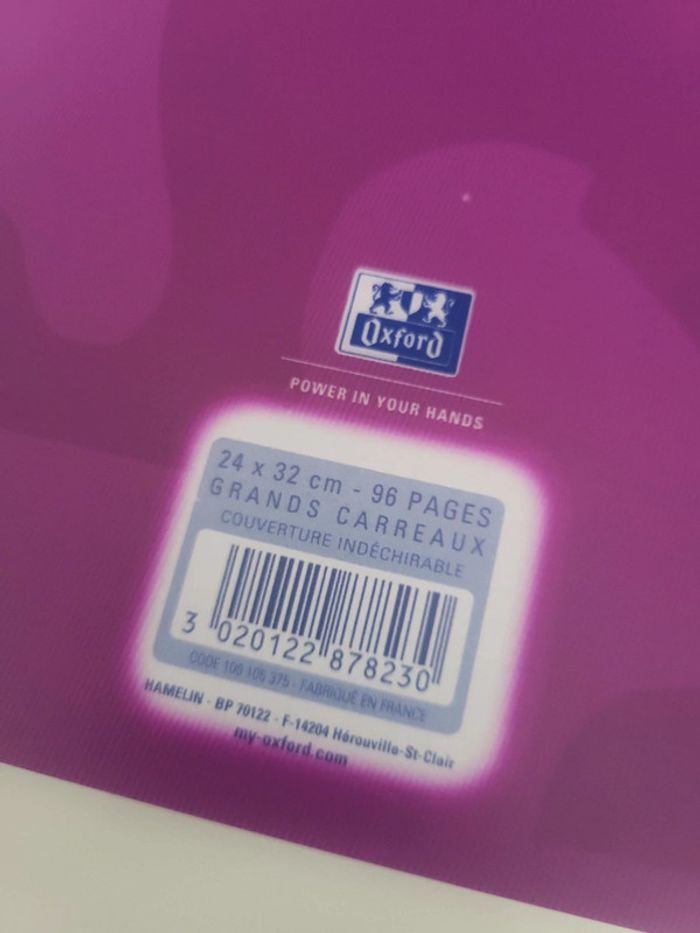 Oxford
POWER IN YOUR HANDS
24 x 32 cm - 96 PAGES
GRANDS CARREAUX
COUVERTURE INDÉCHIRABLE
3 020122 878230
CODE 100 105 375 - FABRIQUÉ EN FRANCE
HAMELIN - BP 70122 - F-14204 Hérouville-St-Clair
my-oxford.com